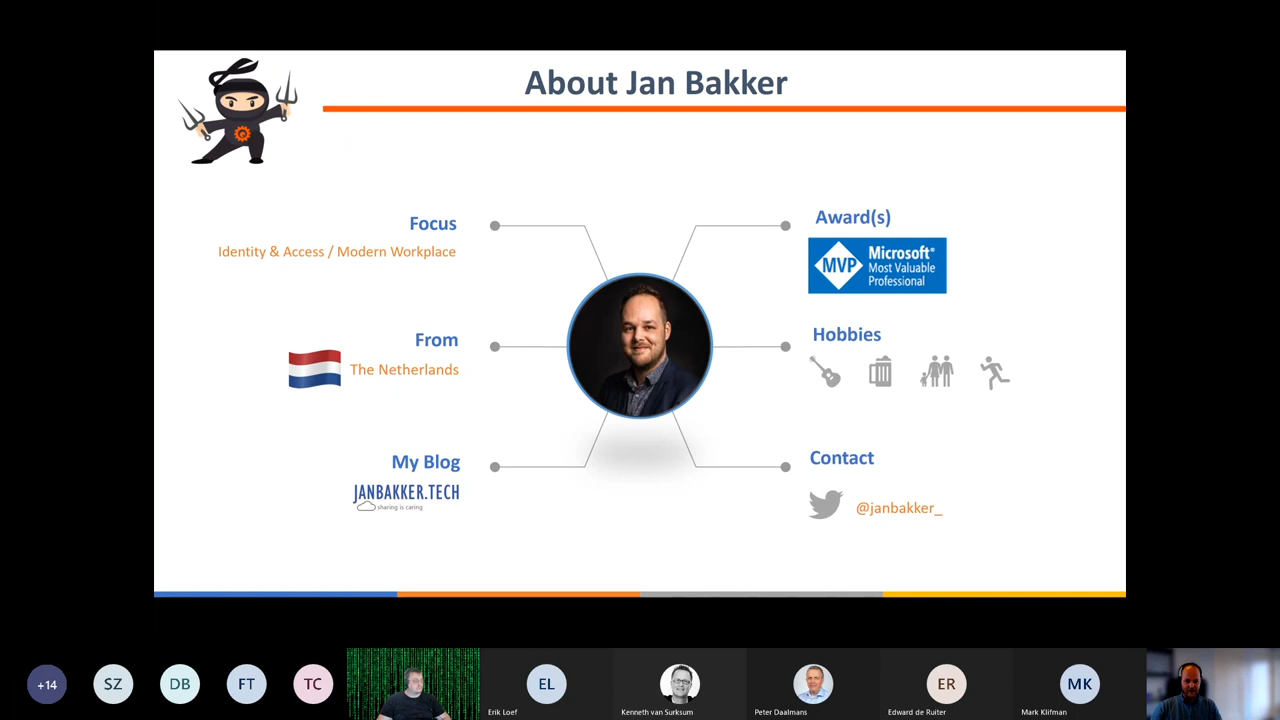 About Jan Bakker
Focus
Identity & Access / Modern Workplace
From
The Netherlands
My Blog
JANBAKKER.TECH
sharing is caring
Award(s)
MVP
Microsoft®
Most Valuable
Professional
Hobbies
Contact
@janbakker_
+14
SZ
DB
FT
TC
EL
Erik Loef
Kenneth van Surksum
Peter Daalmans
ER
Edward de Ruiter
MK
Mark Klifman